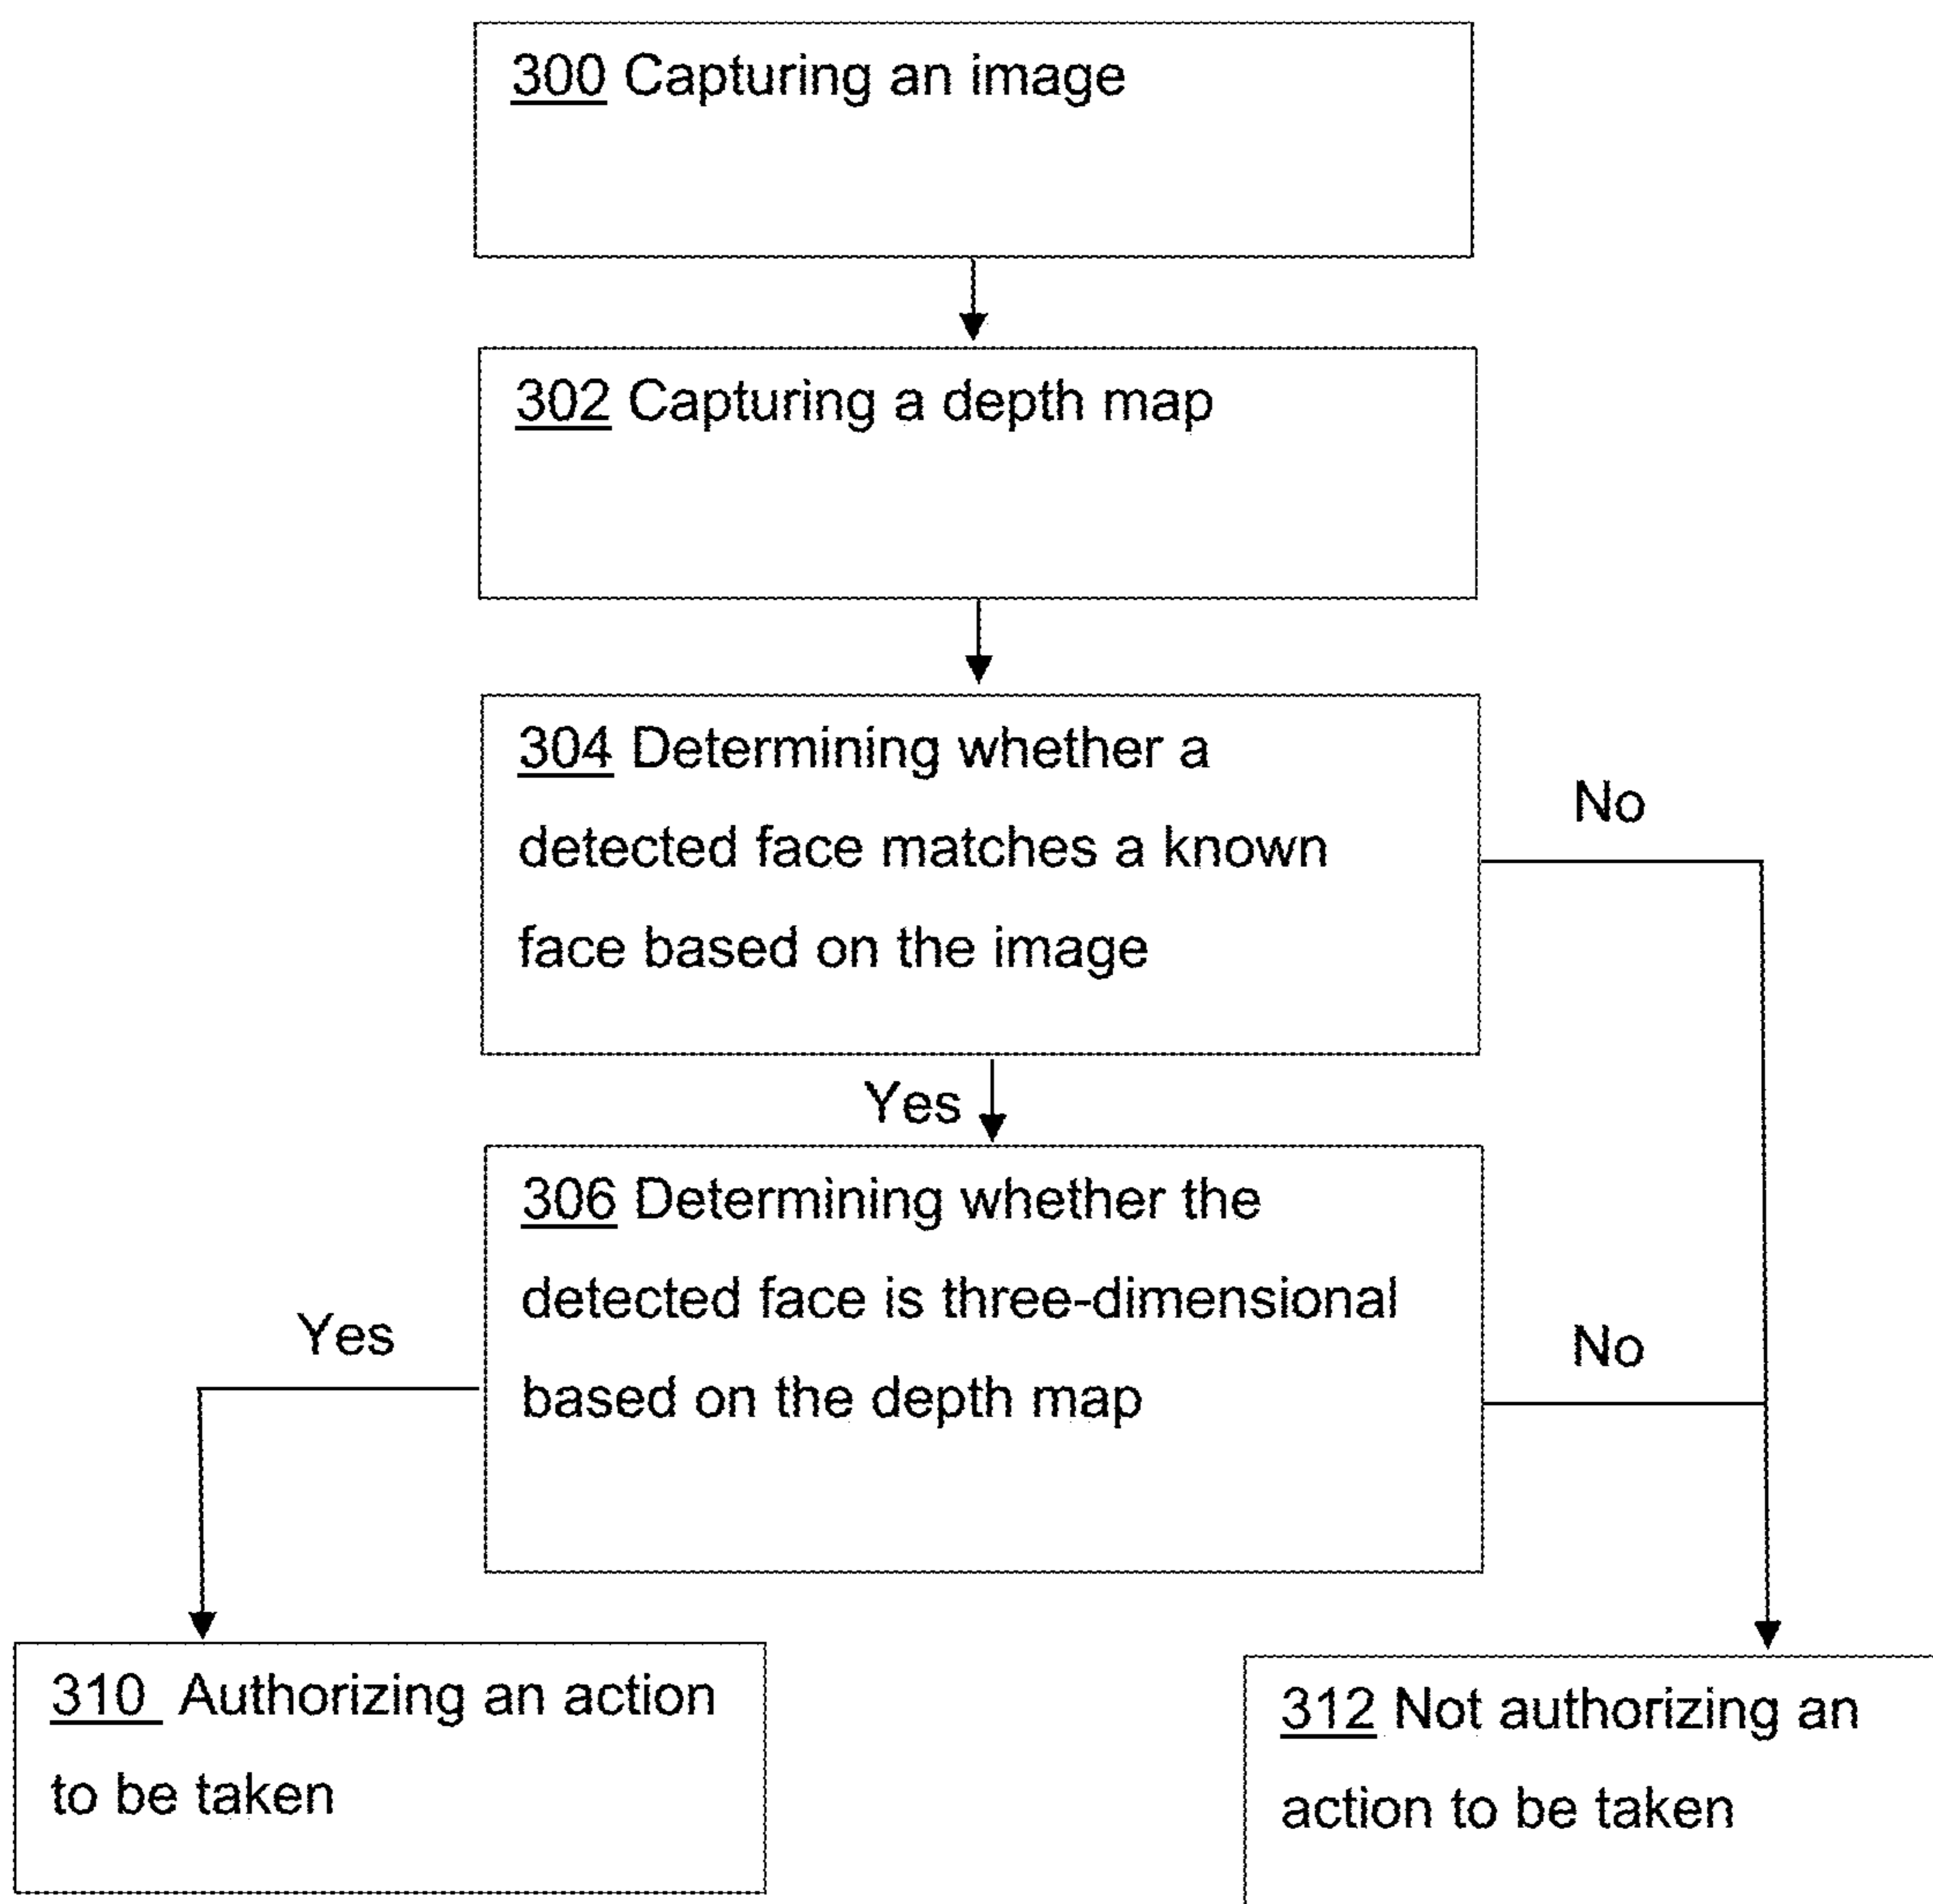 300 Capturing an image
302 Capturing a depth map
304 Determining whether a
detected face matches a known
face based on the image
No
Yes
306 Determining whether the
detected face is three-dimensional
based on the depth map
Yes
No
310 Authorizing an action
to be taken
312 Not authorizing an
action to be taken